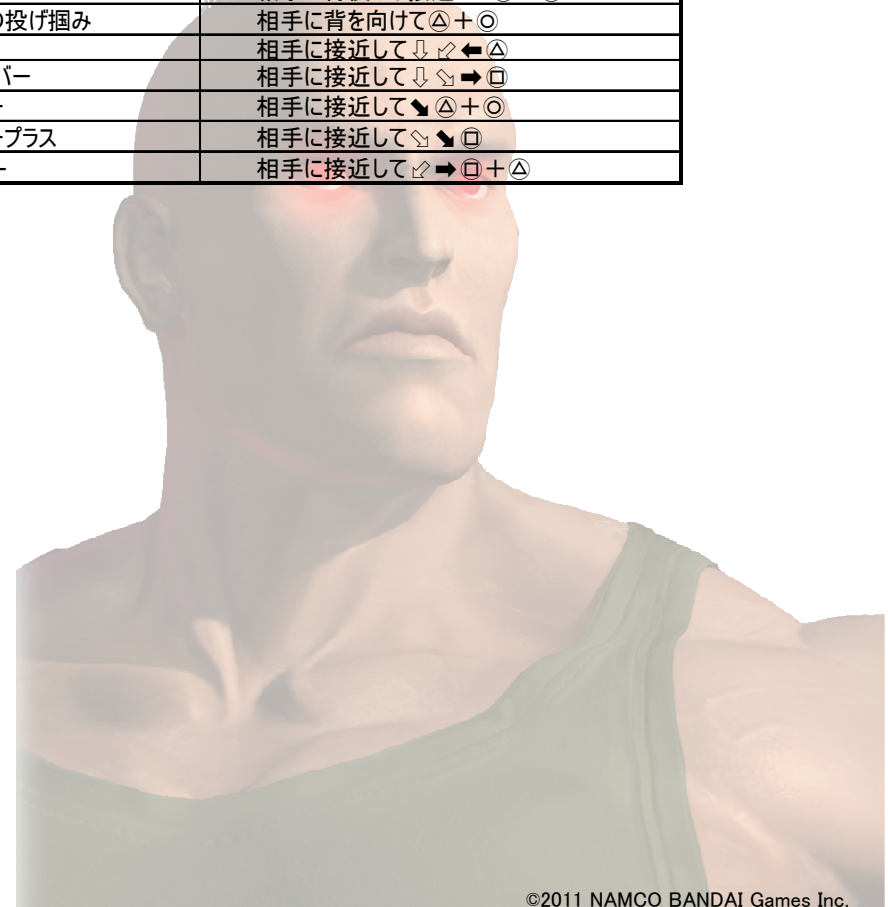 の投げ掴み 相手に背を向けて△+○
相手に接近して⇩⬃⬅△
バー 相手に接近して⇩⬂➡□
ー 相手に接近して⬊△+○
ープラス 相手に接近して⬂⬊□
ー 相手に接近して⬃➡□+△
©2011 NAMCO BANDAI Games Inc.